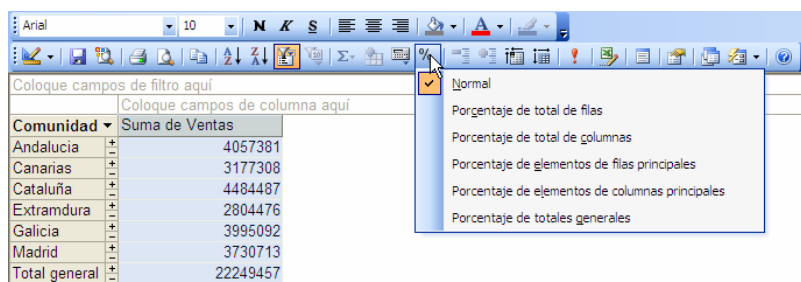 Arial 10 N K S A
Coloque campos de filtro aquí
Coloque campos de columna aquí
Comunidad Suma de Ventas
Andalucia 4057381
Canarias 3177308
Cataluña 4484487
Extramdura 2804476
Galicia 3995092
Madrid 3730713
Total general 22249457
%
Normal
Porcentaje de total de filas
Porcentaje de total de columnas
Porcentaje de elementos de filas principales
Porcentaje de elementos de columnas principales
Porcentaje de totales generales